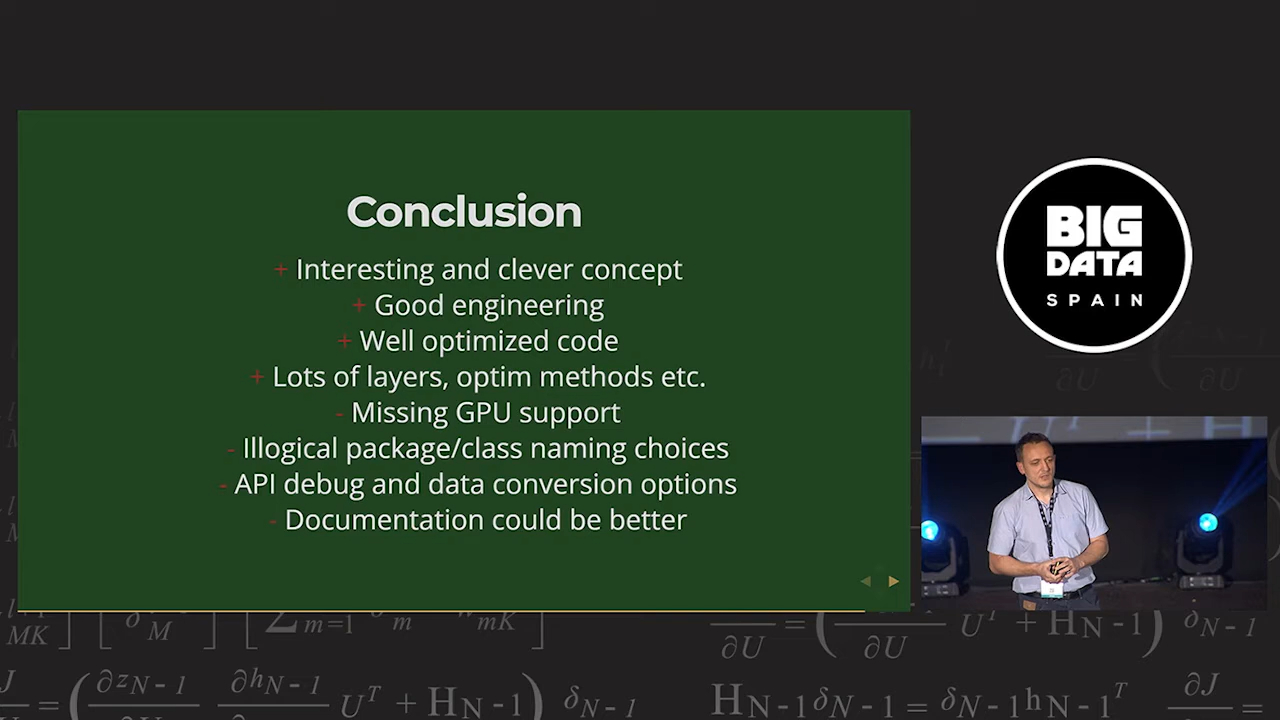 Conclusion
+ Interesting and clever concept
+ Good engineering
+ Well optimized code
+ Lots of layers, optim methods etc.
- Missing GPU support
- Illogical package/class naming choices
- API debug and data conversion options
- Documentation could be better
BIG
DATA
SPAIN